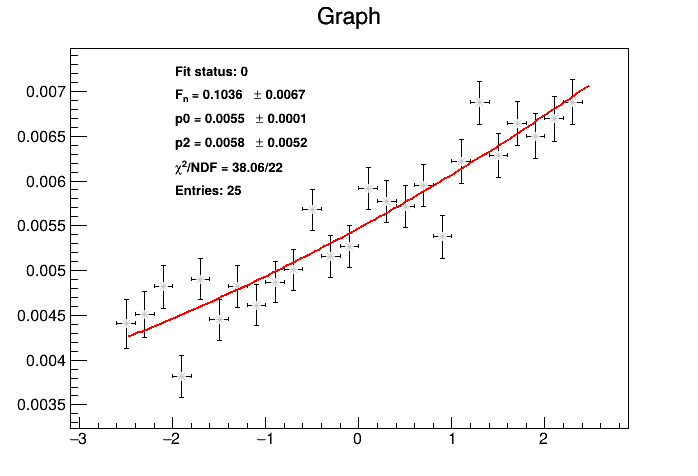 Graph
Fit status: 0
Fn = 0.1036 ± 0.0067
p0 = 0.0055 ± 0.0001
p2 = 0.0058 ± 0.0052
χ²/NDF = 38.06/22
Entries: 25
0.007
0.0065
0.006
0.0055
0.005
0.0045
0.004
0.0035
−3 −2 −1 0 1 2